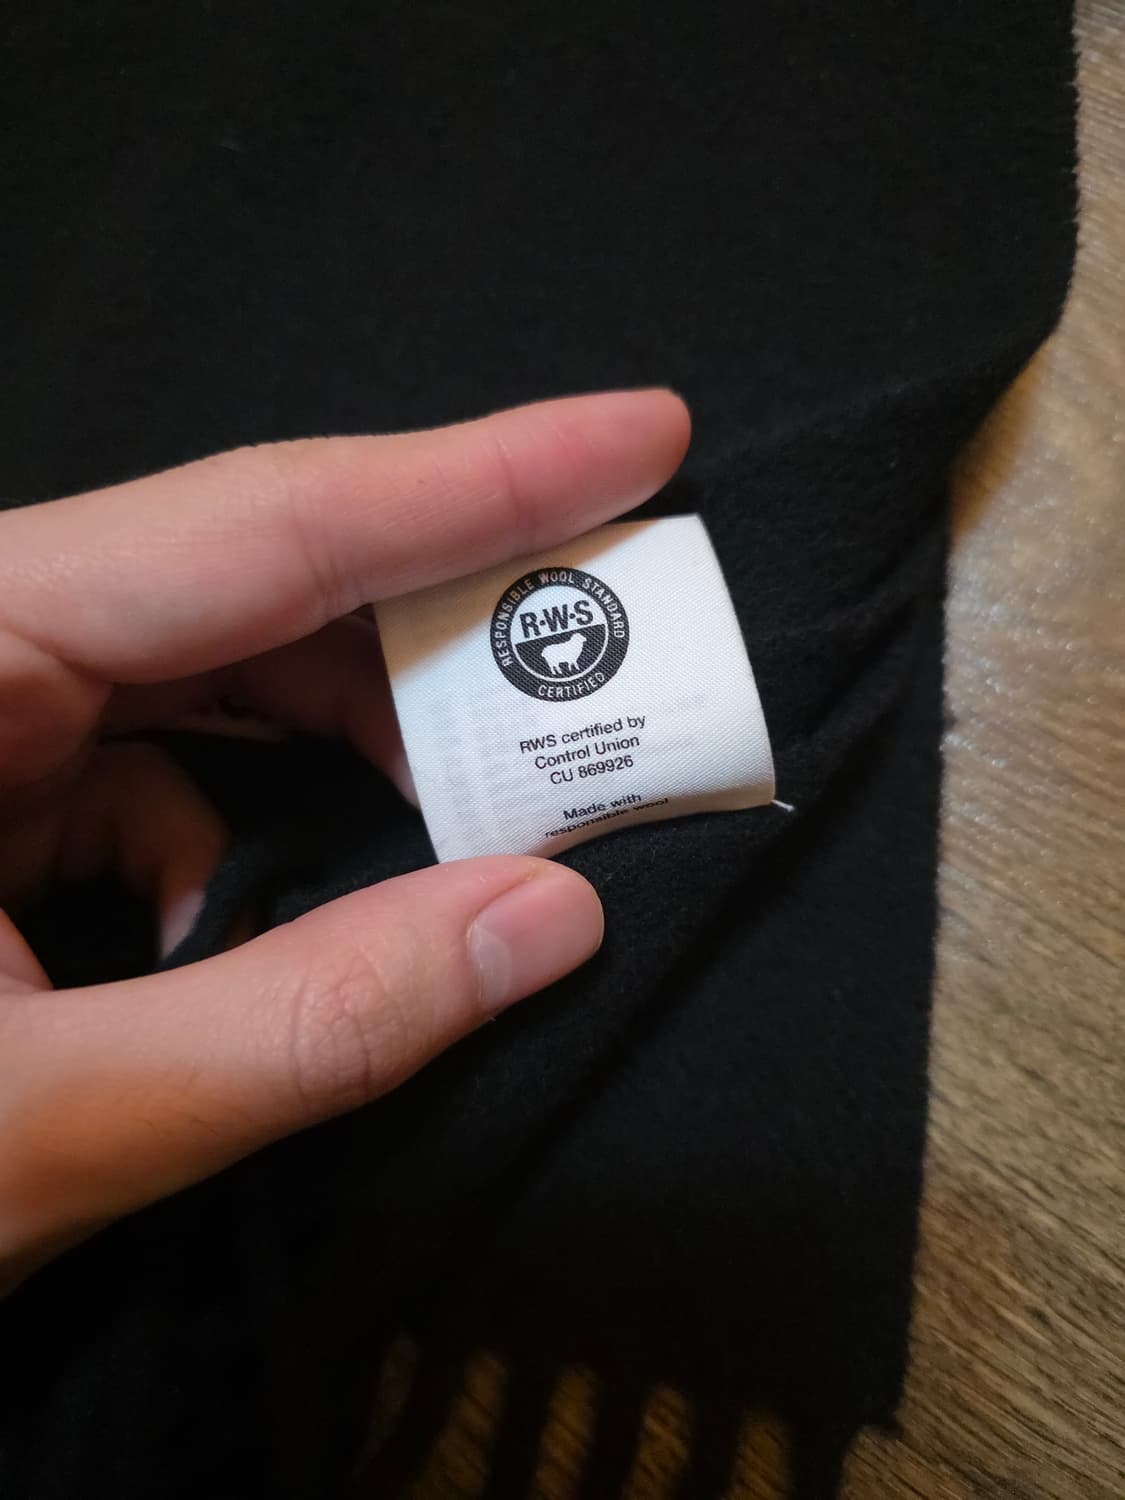 RESPONSIBLE WOOL STANDARD
R·W·S
CERTIFIED
RWS certified by
Control Union
CU 869926
Made with
responsible wool